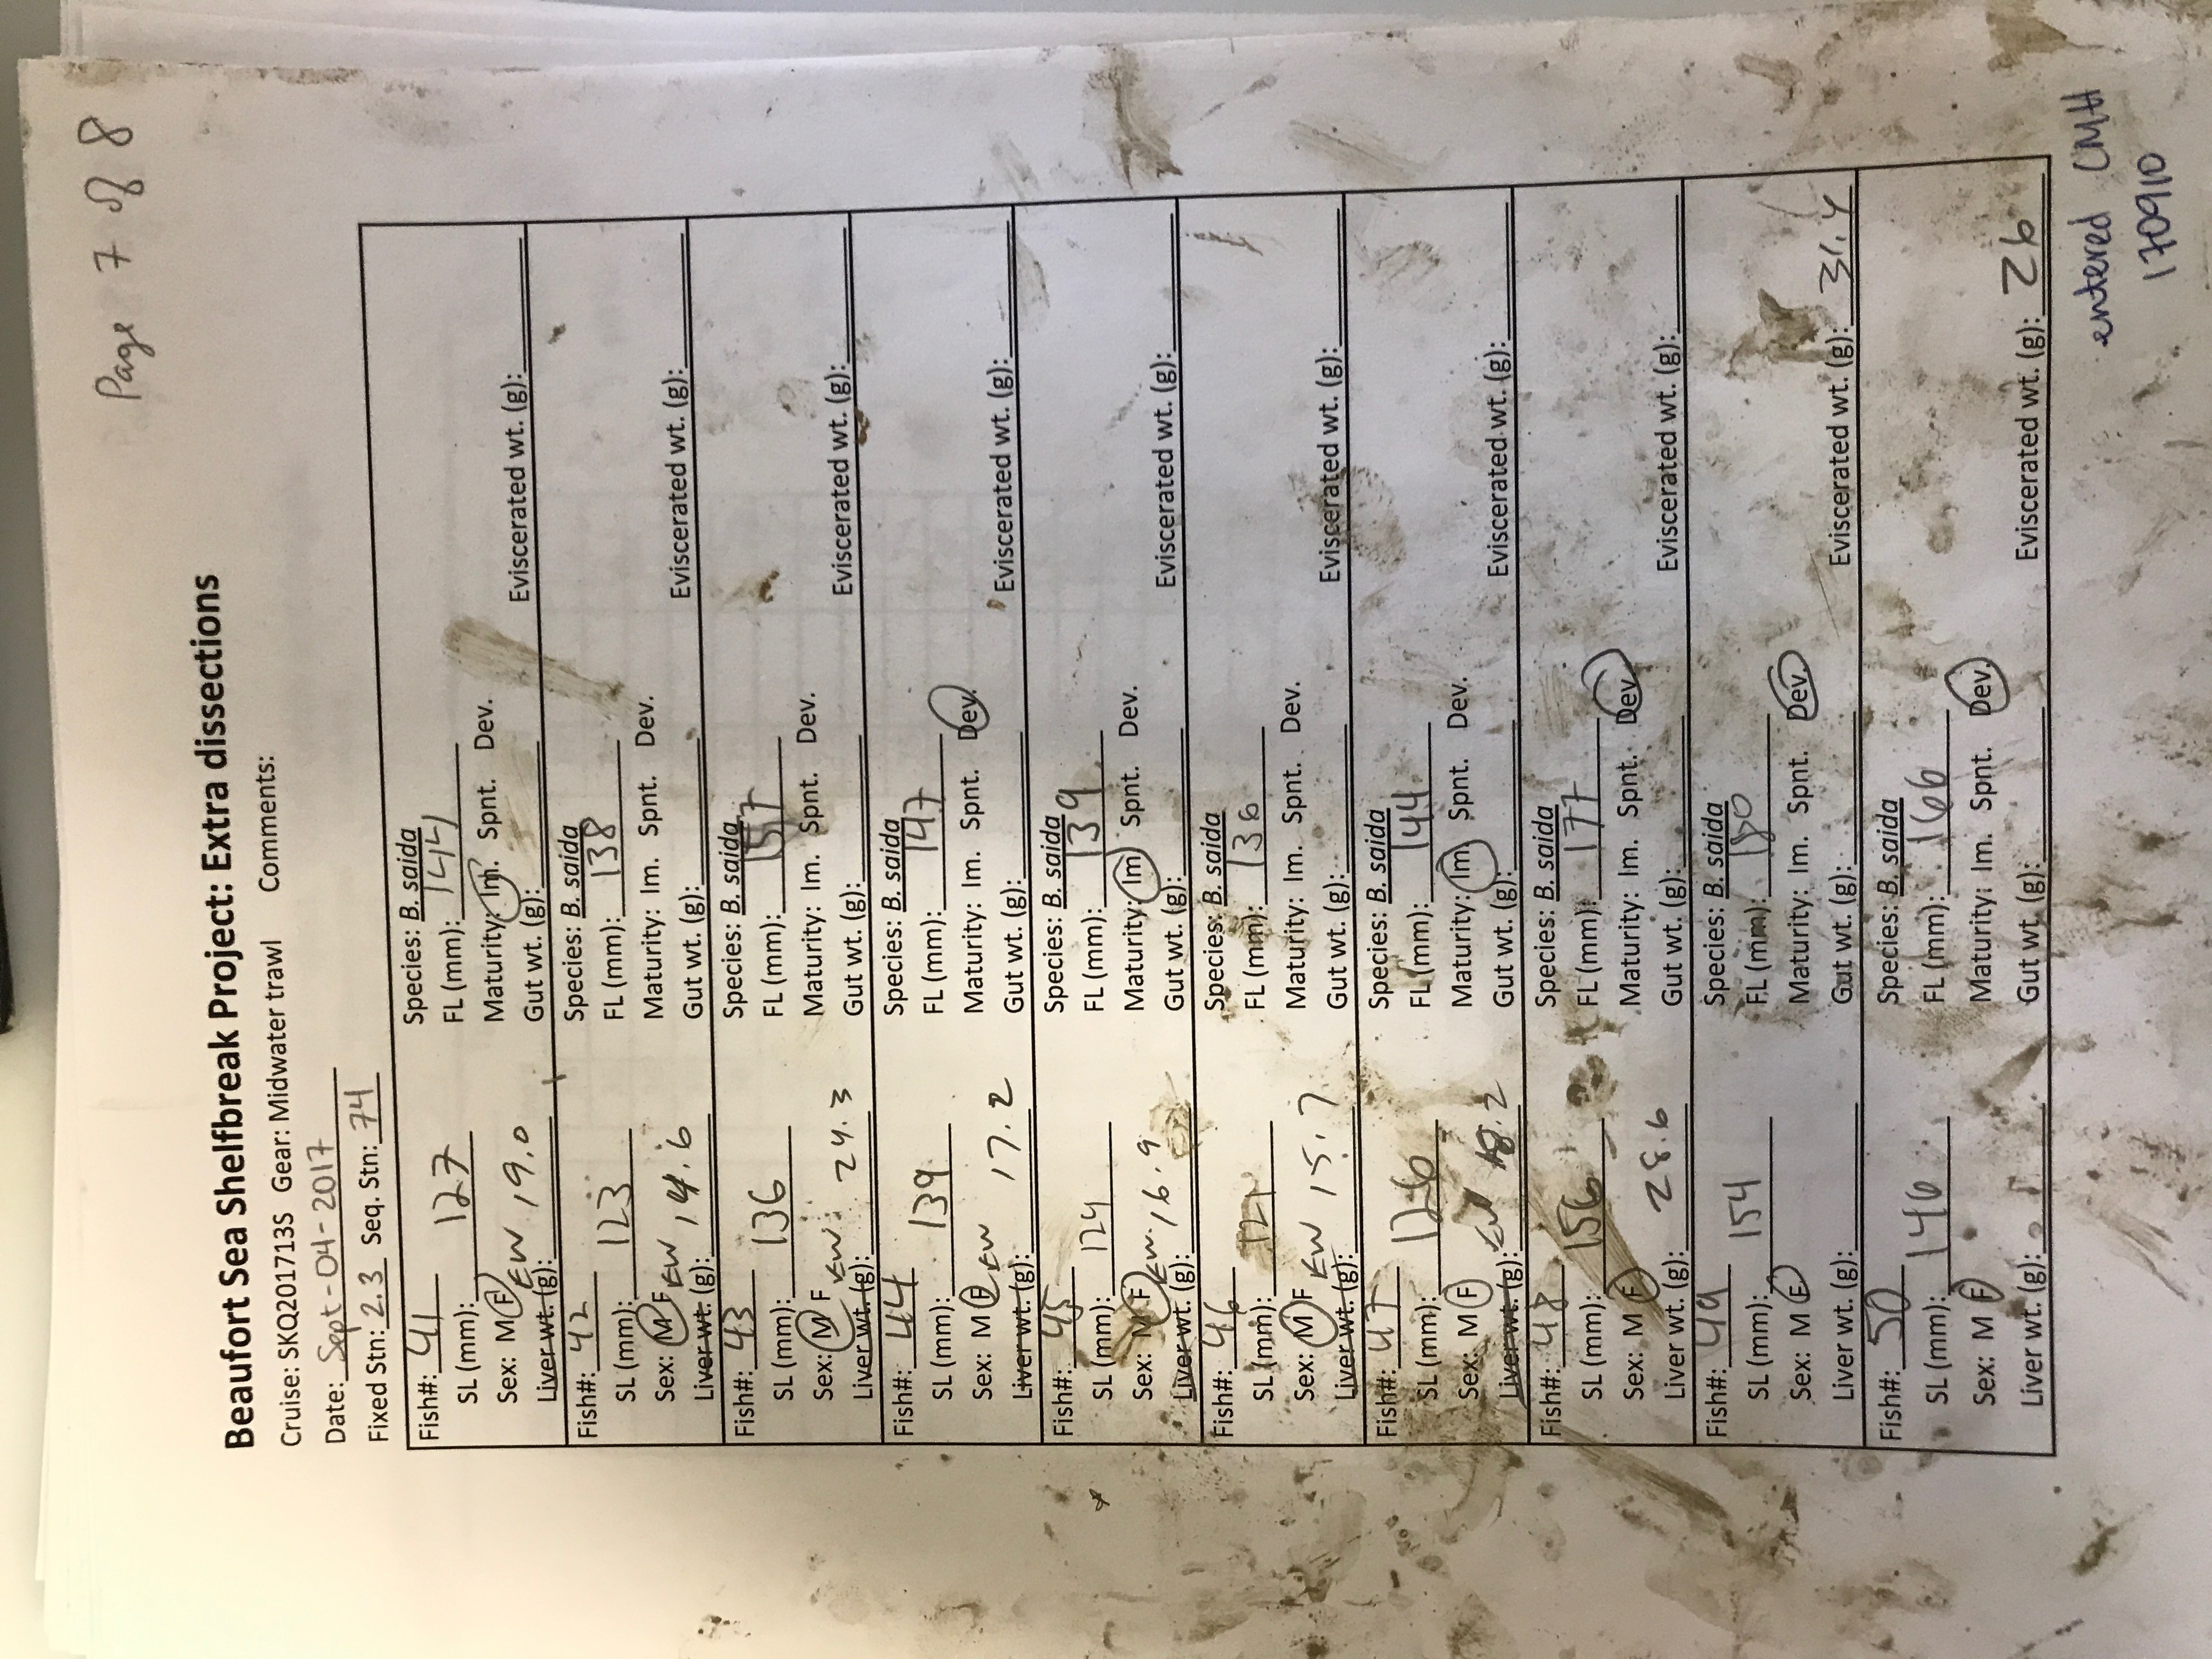 Page 7 of 8
Beaufort Sea Shelfbreak Project: Extra dissections
Cruise: SKQ201713S Gear: Midwater trawl Comments:
Date: Sept-04-2017
Fixed Stn: 2.3 Seq. Stn: 74
Fish#: 41 Species: B. saida
SL (mm): 127 FL (mm): 144
Sex: M F Maturity: Im. Spnt. Dev.
Liver wt. (g): EW 19.0 Gut wt. (g): Eviscerated wt. (g):
Fish#: 42 Species: B. saida
SL (mm): 123 FL (mm): 138
Sex: M F Maturity: Im. Spnt. Dev.
Liver wt. (g): EW 14.6 Gut wt. (g): Eviscerated wt. (g):
Fish#: 43 Species: B. saida
SL (mm): 136 FL (mm): 157
Sex: M F Maturity: Im. Spnt. Dev.
Liver wt. (g): EW: 24.3 Gut wt. (g): Eviscerated wt. (g):
Fish#: 44 Species: B. saida
SL (mm): 139 FL (mm): 147
Sex: M F Maturity: Im. Spnt. Dev.
Liver wt. (g): EW 17.2 Gut wt. (g): Eviscerated wt. (g):
Fish#: 45 Species: B. saida
SL (mm): 124 FL (mm): 139
Sex: M F Maturity: Im. Spnt. Dev.
Liver wt. (g): EW. 16.9 Gut wt. (g): Eviscerated wt. (g):
Fish#: 46 Species: B. saida
SL (mm): 121 FL (mm): 136
Sex: M F Maturity: Im. Spnt. Dev.
Liver wt. (g): EW 15.7 Gut wt. (g): Eviscerated wt. (g):
Fish#: 47 Species: B. saida
SL (mm): 126 FL (mm): 144
Sex: M F Maturity: Im. Spnt. Dev.
Liver wt. (g): EW 18.2 Gut wt. (g): Eviscerated wt. (g):
Fish#: 48 Species: B. saida
SL (mm): 156 FL (mm): 177
Sex: M F Maturity: Im. Spnt. Dev.
Liver wt. (g): 28.6 Gut wt. (g): Eviscerated wt. (g):
Fish#: 49 Species: B. saida
SL (mm): 154 FL (mm): 180
Sex: M F Maturity: Im. Spnt. Dev.
Liver wt. (g): Gut wt. (g): Eviscerated wt. (g): 31.4
Fish#: 50 Species: B. saida
SL (mm): 146 FL (mm): 166
Sex: M F Maturity: Im. Spnt. Dev.
Liver wt. (g): Gut wt. (g): Eviscerated wt. (g): 26
entered CMH
170910